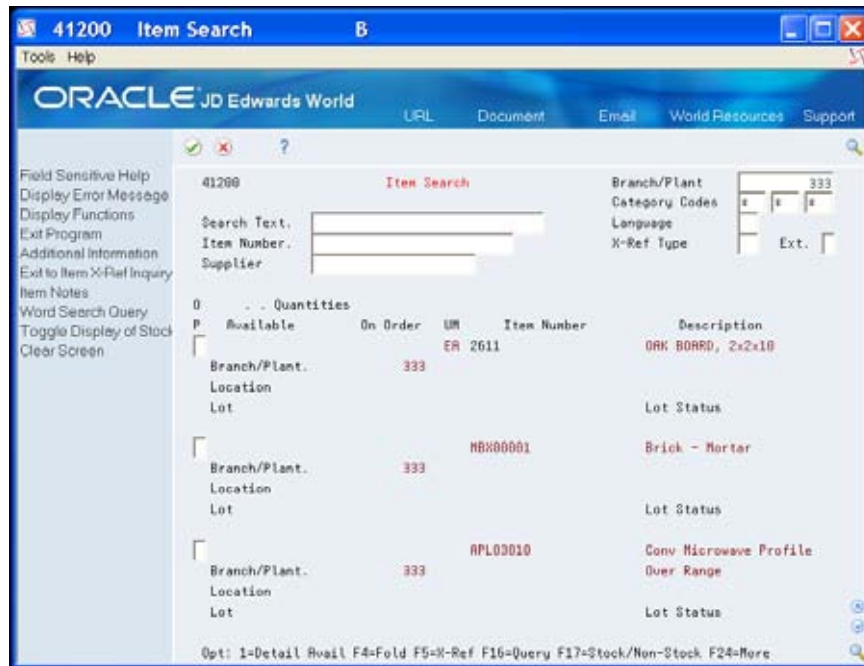 41200 Item Search B
Tools Help
ORACLE JD Edwards World
URL Document Email World Resources Support
?
Field Sensitive Help
Display Error Message
Display Functions
Exit Program
Additional Information
Exit to Item X-Ref Inquiry
Item Notes
Word Search Query
Toggle Display of Stock
Clear Screen
41200 Item Search Branch/Plant 333
Category Codes * * *
Search Text. Language
Item Number. X-Ref Type Ext.
Supplier
O . . Quantities
P Available On Order UM Item Number Description
EA 2611 OAK BOARD, 2x2x10
Branch/Plant. 333
Location
Lot Lot Status
MBX00001 Brick - Mortar
Branch/Plant. 333
Location
Lot Lot Status
APL03010 Conv Microwave Profile
Branch/Plant. 333 Over Range
Location
Lot Lot Status
Opt: 1=Detail Avail F4=Fold F5=X-Ref F16=Query F17=Stock/Non-Stock F24=More